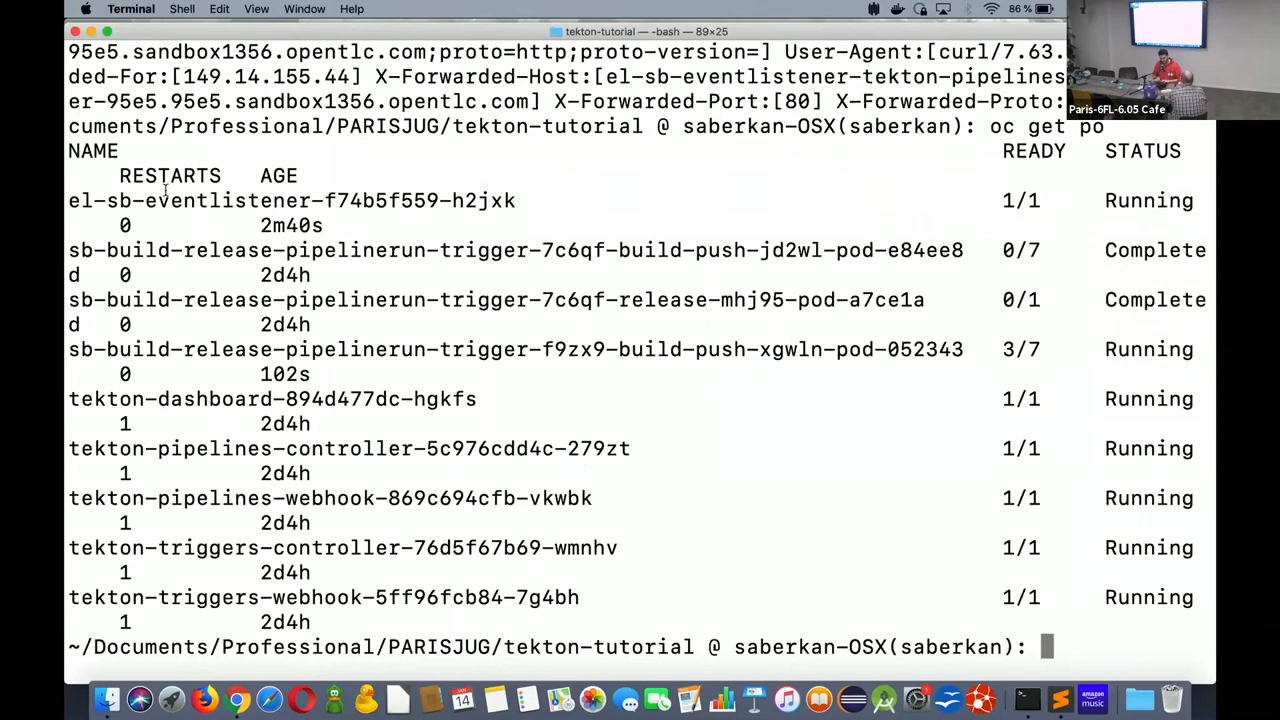 Terminal Shell Edit View Window Help 86 %
tekton-tutorial — -bash — 89×25
95e5.sandbox1356.opentlc.com;proto=http;proto-version=] User-Agent:[curl/7.63.
ded-For:[149.14.155.44] X-Forwarded-Host:[el-sb-eventlistener-tekton-pipelines
er-95e5.95e5.sandbox1356.opentlc.com] X-Forwarded-Port:[80] X-Forwarded-Proto:
Paris-6FL-6.05 Cafe
cuments/Professional/PARISJUG/tekton-tutorial @ saberkan-OSX(saberkan): oc get po
NAME READY STATUS
RESTARTS AGE
el-sb-eventlistener-f74b5f559-h2jxk 1/1 Running
0 2m40s
sb-build-release-pipelinerun-trigger-7c6qf-build-push-jd2wl-pod-e84ee8 0/7 Complete
d 0 2d4h
sb-build-release-pipelinerun-trigger-7c6qf-release-mhj95-pod-a7ce1a 0/1 Complete
d 0 2d4h
sb-build-release-pipelinerun-trigger-f9zx9-build-push-xgwln-pod-052343 3/7 Running
0 102s
tekton-dashboard-894d477dc-hgkfs 1/1 Running
1 2d4h
tekton-pipelines-controller-5c976cdd4c-279zt 1/1 Running
1 2d4h
tekton-pipelines-webhook-869c694cfb-vkwbk 1/1 Running
1 2d4h
tekton-triggers-controller-76d5f67b69-wmnhv 1/1 Running
1 2d4h
tekton-triggers-webhook-5ff96fcb84-7g4bh 1/1 Running
1 2d4h
~/Documents/Professional/PARISJUG/tekton-tutorial @ saberkan-OSX(saberkan):
14
amazon
music